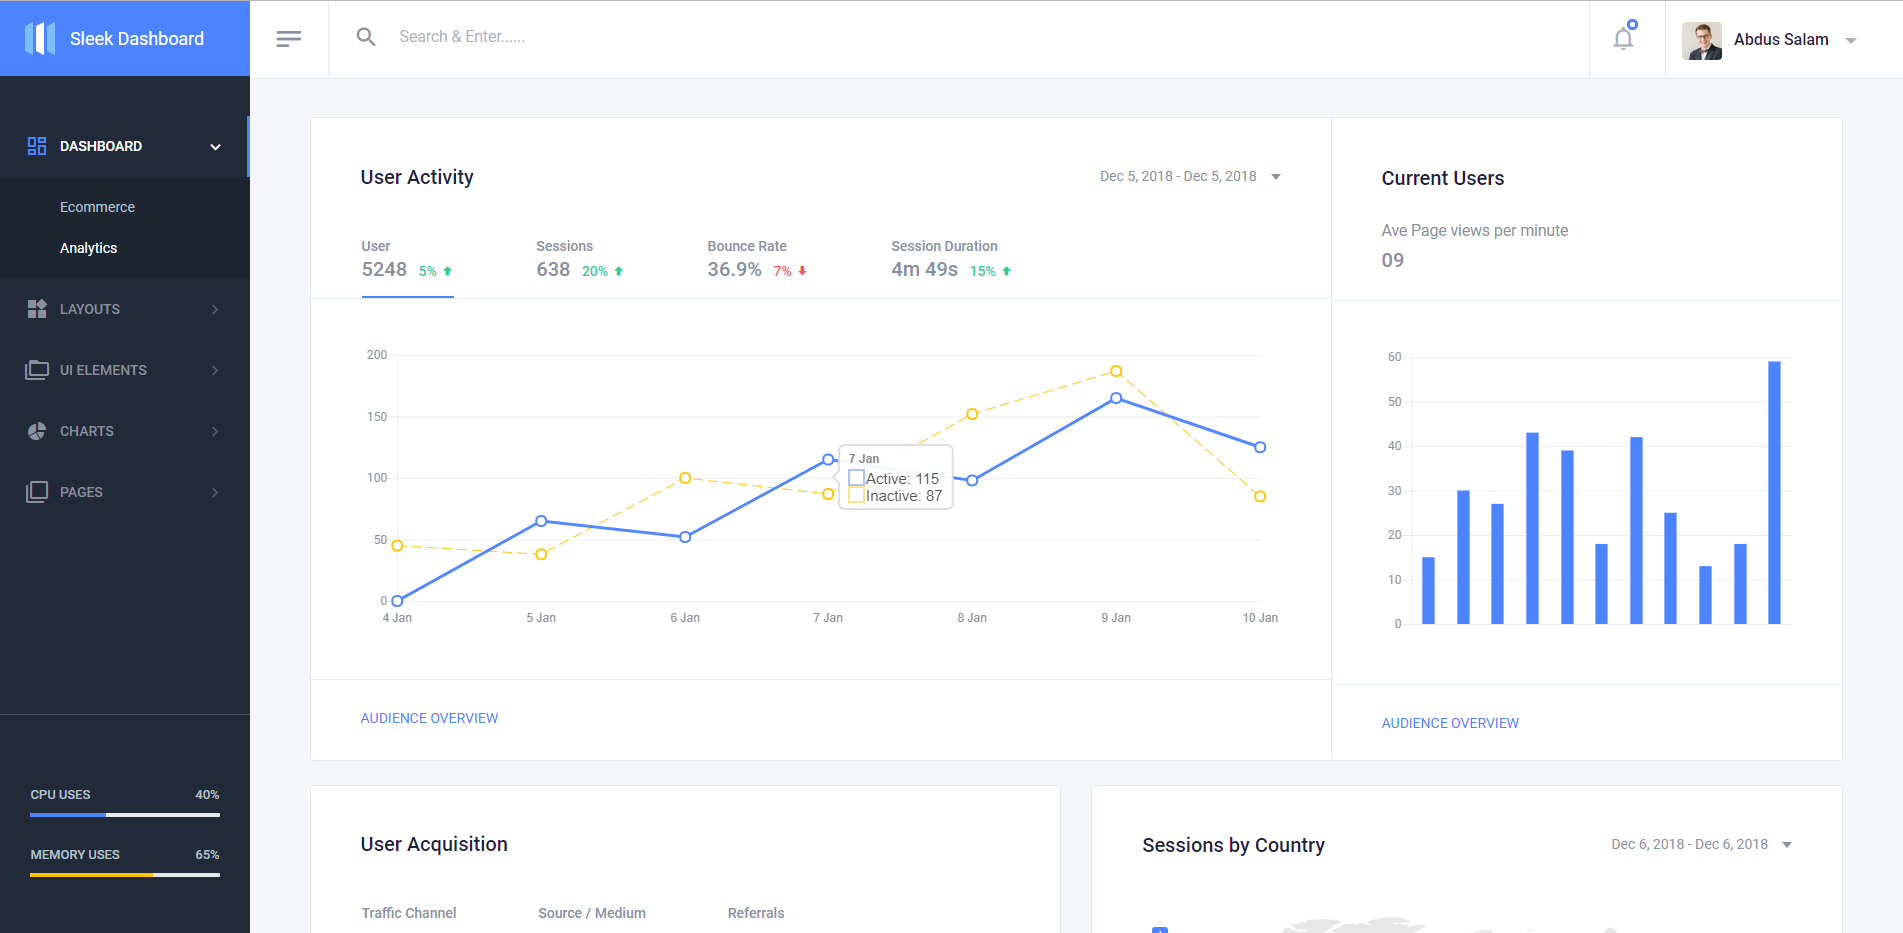 Sleek Dashboard
Search & Enter......
Abdus Salam
DASHBOARD
Ecommerce
Analytics
LAYOUTS
UI ELEMENTS
CHARTS
PAGES
CPU USES 40%
MEMORY USES 65%
User Activity
Dec 5, 2018 - Dec 5, 2018
User
5248 5%
Sessions
638 20%
Bounce Rate
36.9% 7%
Session Duration
4m 49s 15%
200
150
100
50
0
4 Jan 5 Jan 6 Jan 7 Jan 8 Jan 9 Jan 10 Jan
7 Jan
Active: 115
Inactive: 87
AUDIENCE OVERVIEW
Current Users
Ave Page views per minute
09
60
50
40
30
20
10
0
AUDIENCE OVERVIEW
User Acquisition
Traffic Channel Source / Medium Referrals
Sessions by Country
Dec 6, 2018 - Dec 6, 2018